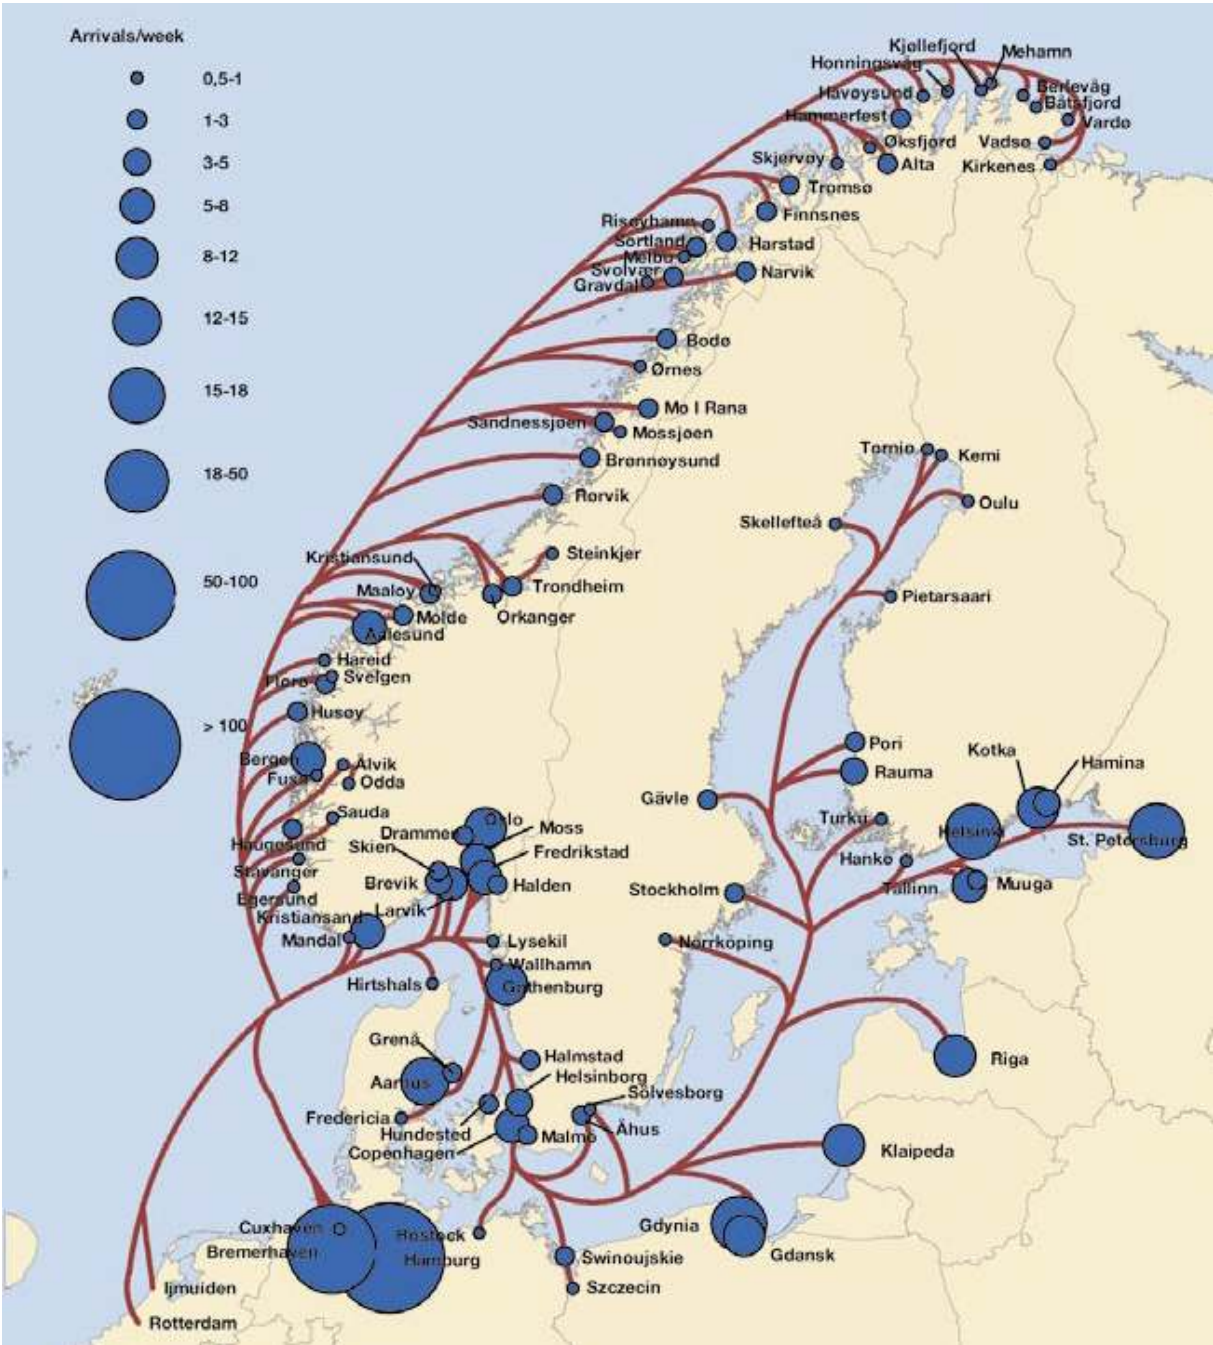 Arrivals/week
0,5-1
1-3
3-5
5-8
8-12
12-15
15-18
18-50
50-100
> 100
Kjøllefjord
Mehamn
Honningsvåg
Havøysund
Berlevåg
Båtsfjord
Hammerfest
Vardø
Øksfjord
Vadsø
Skjervøy
Alta
Kirkenes
Tromsø
Finnsnes
Risøyhamn
Sortland
Harstad
Melbu
Svolvær
Narvik
Gravdal
Bodø
Ørnes
Mo I Rana
Sandnessjøen
Mossjøen
Brønnøysund
Rørvik
Tornio
Kemi
Oulu
Skellefteå
Steinkjer
Kristiansund
Maaloy
Trondheim
Pietarsaari
Molde
Orkanger
Aalesund
Hareid
Svelgen
Florø
Husøy
Bergen
Ålvik
Fusa
Odda
Pori
Kotka
Hamina
Rauma
Gävle
Sauda
Oslo
Drammen
Moss
Turku
Haugesund
Skien
Fredrikstad
Helsinki
St. Petersburg
Hanko
Stavanger
Brevik
Halden
Stockholm
Tallinn
Muuga
Egersund
Larvik
Kristiansand
Mandal
Lysekil
Norrköping
Wallhamn
Hirtshals
Gothenburg
Grenå
Halmstad
Riga
Aarhus
Helsinborg
Sölvesborg
Fredericia
Hundested
Malmö
Åhus
Copenhagen
Klaipeda
Cuxhaven
Rostock
Gdynia
Bremerhaven
Hamburg
Gdansk
Swinoujskie
Ijmuiden
Szczecin
Rotterdam